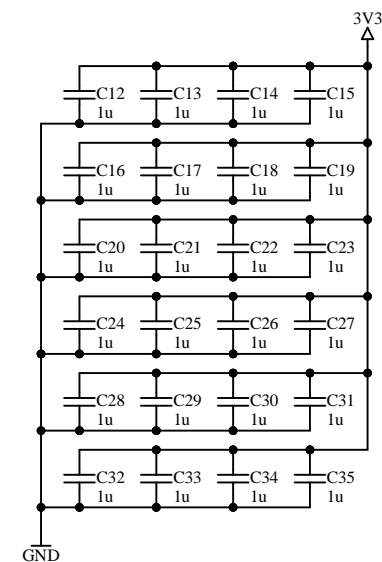 3V3
C12 C13 C14 C15
1u 1u 1u 1u
C16 C17 C18 C19
1u 1u 1u 1u
C20 C21 C22 C23
1u 1u 1u 1u
C24 C25 C26 C27
1u 1u 1u 1u
C28 C29 C30 C31
1u 1u 1u 1u
C32 C33 C34 C35
1u 1u 1u 1u
GND